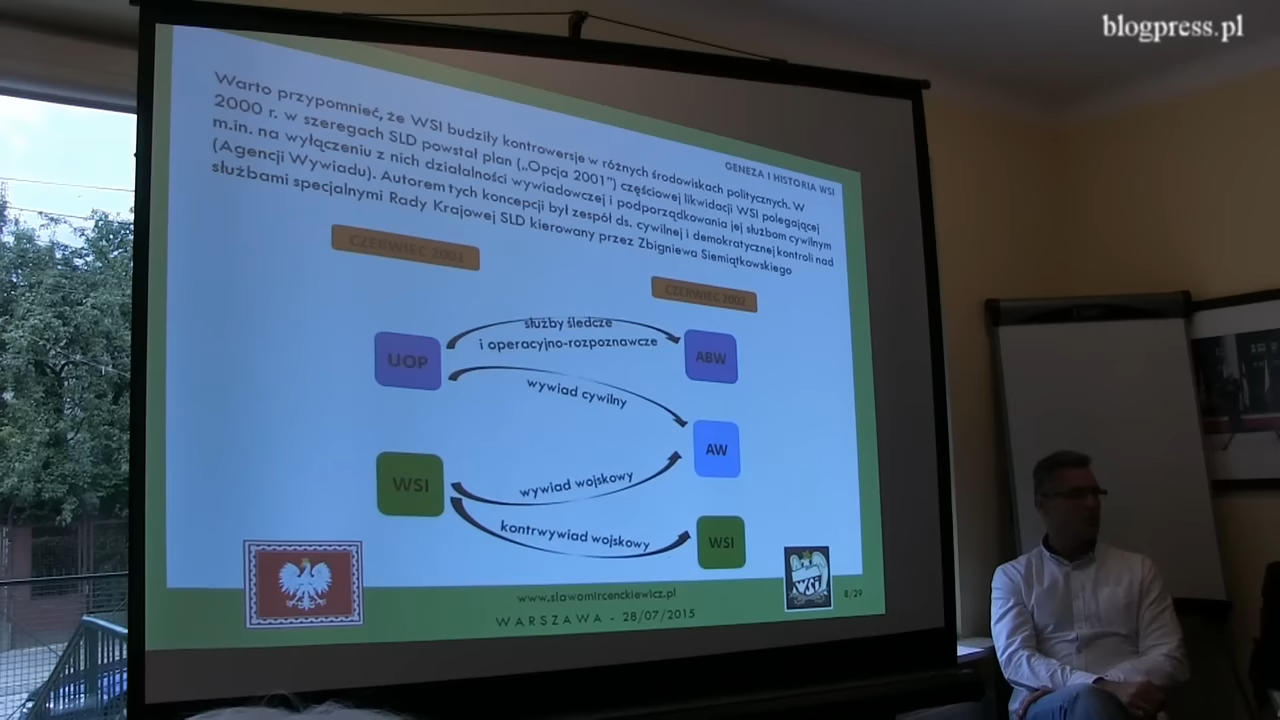 blogpress.pl
GENEZA I HISTORIA WSI
Warto przypomnieć, że WSI budziły kontrowersje w różnych środowiskach politycznych. W
2000 r. w szeregach SLD powstał plan („Opcja 2001") częściowej likwidacji WSI polegającej
m.in. na wyłączeniu z nich działalności wywiadowczej i podporządkowania jej służbom cywilnym
(Agencji Wywiadu). Autorem tych koncepcji był zespół ds. cywilnej i demokratycznej kontroli nad
służbami specjalnymi Rady Krajowej SLD kierowany przez Zbigniewa Siemiątkowskiego
CZERWIEC
CZERWIEC 2002
służby śledcze
i operacyjno-rozpoznawcze
UOP
ABW
wywiad cywilny
AW
WSI
wywiad wojskowy
kontrwywiad wojskowy
WSI
www.slawomircenckiewicz.pl
WSI
8/29
WARSZAWA - 28/07/2015